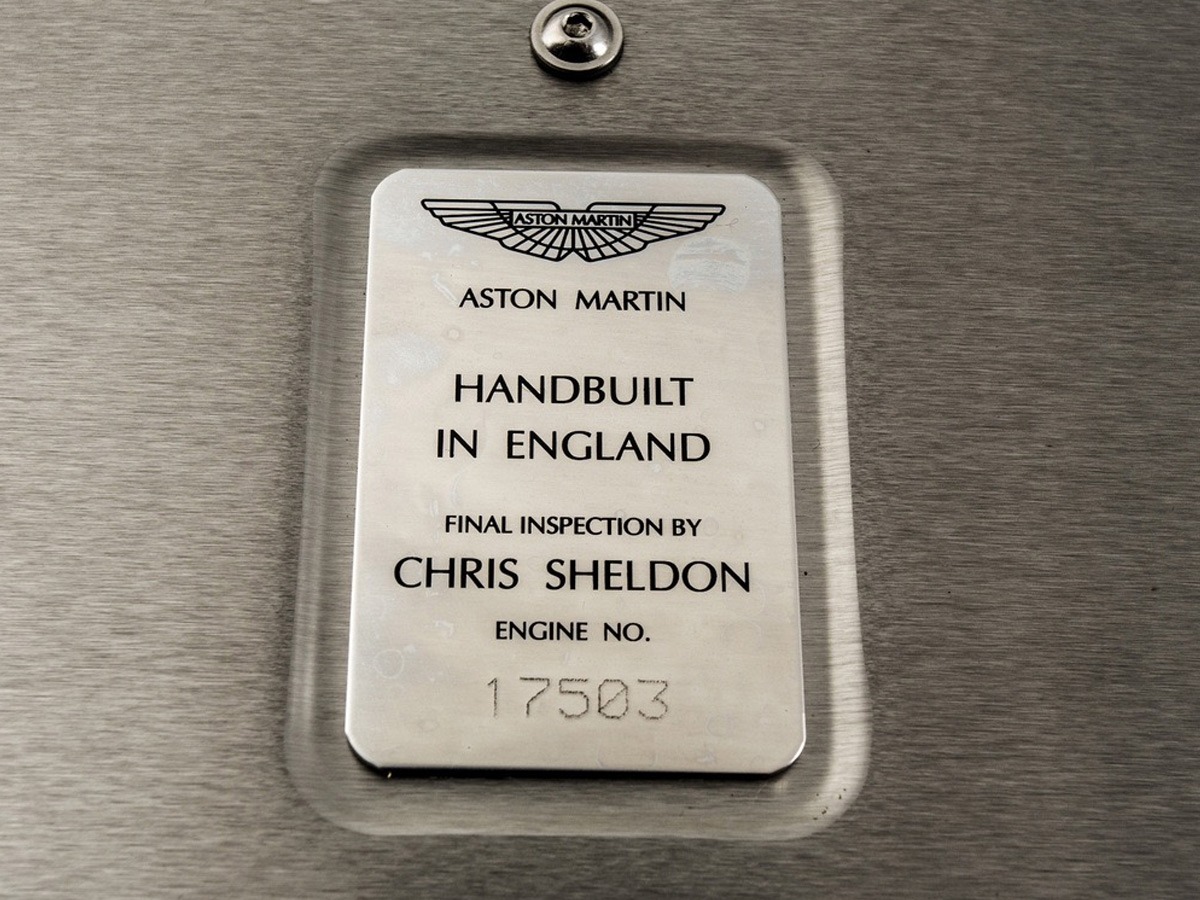 ASTON MARTIN
ASTON MARTIN
HANDBUILT
IN ENGLAND
FINAL INSPECTION BY
CHRIS SHELDON
ENGINE NO.
17503